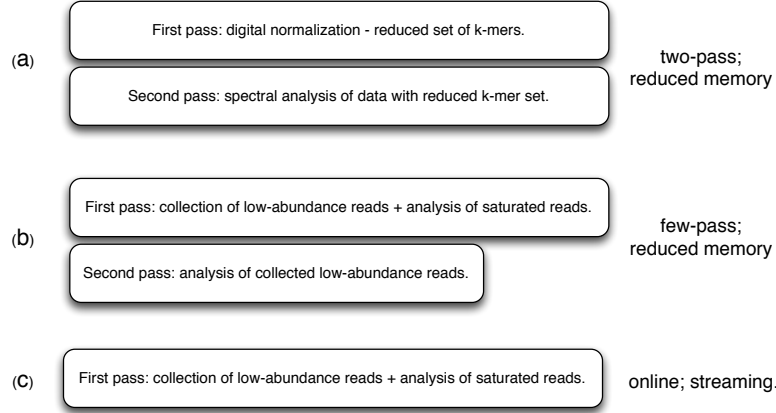 First pass: digital normalization - reduced set of k-mers.
(a)
two-pass;
reduced memory
Second pass: spectral analysis of data with reduced k-mer set.
First pass: collection of low-abundance reads + analysis of saturated reads.
(b)
few-pass;
reduced memory
Second pass: analysis of collected low-abundance reads.
(c)
First pass: collection of low-abundance reads + analysis of saturated reads.
online; streaming.